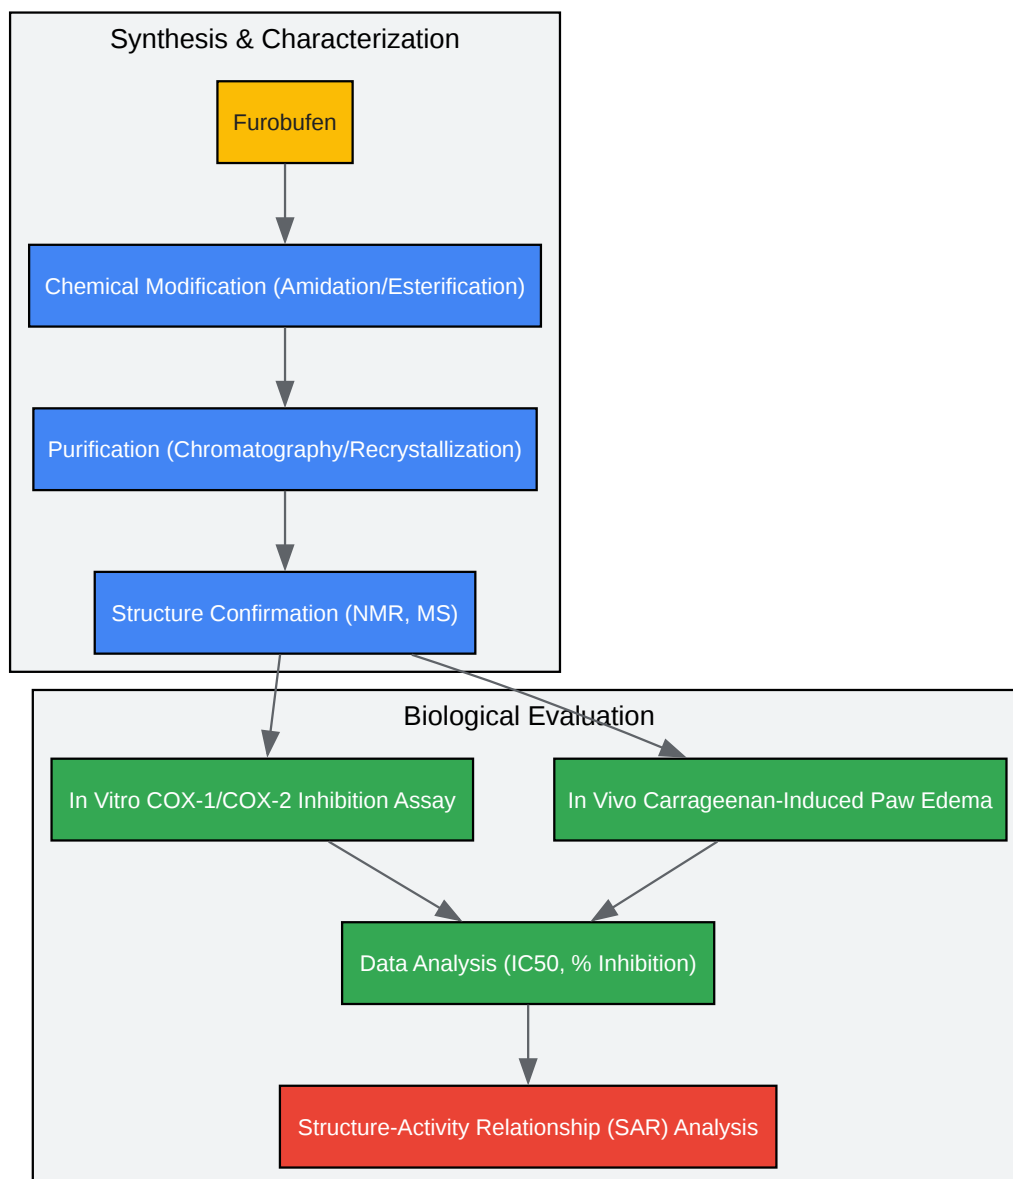 Synthesis & Characterization
Furobufen
Chemical Modification (Amidation/Esterification)
Purification (Chromatography/Recrystallization)
Structure Confirmation (NMR, MS)
Biological Evaluation
In Vitro COX-1/COX-2 Inhibition Assay
In Vivo Carrageenan-Induced Paw Edema
Data Analysis (IC50, % Inhibition)
Structure-Activity Relationship (SAR) Analysis